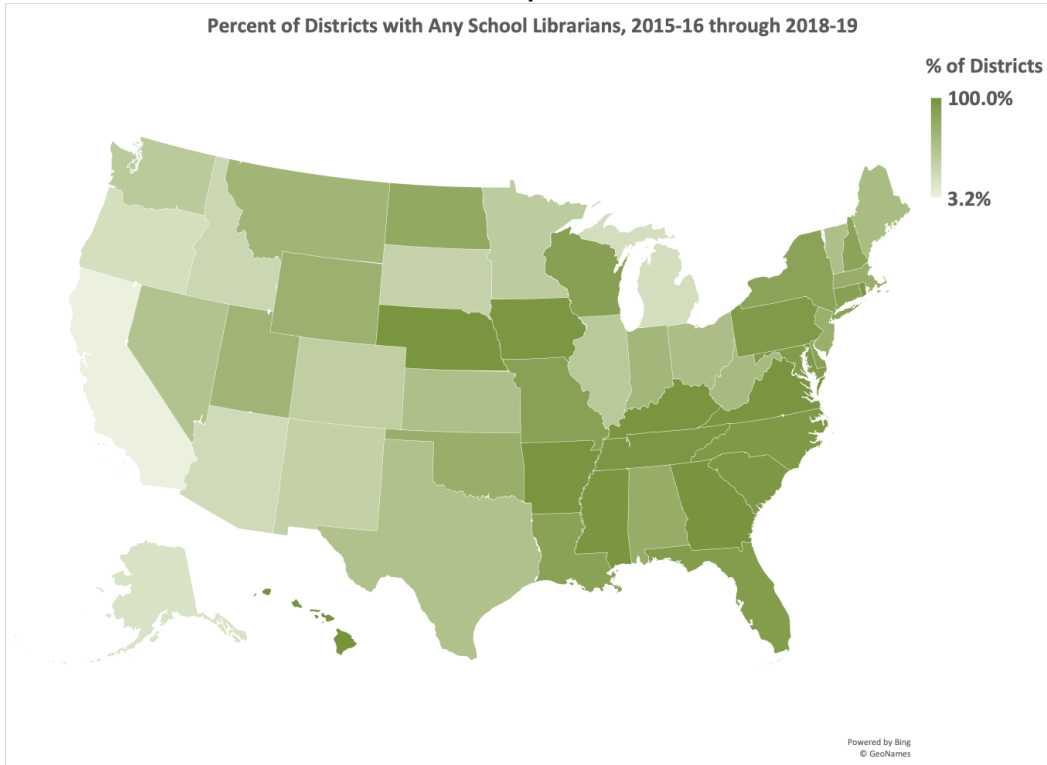 Percent of Districts with Any School Librarians, 2015-16 through 2018-19
% of Districts
100.0%
3.2%
Powered by Bing
© GeoNames